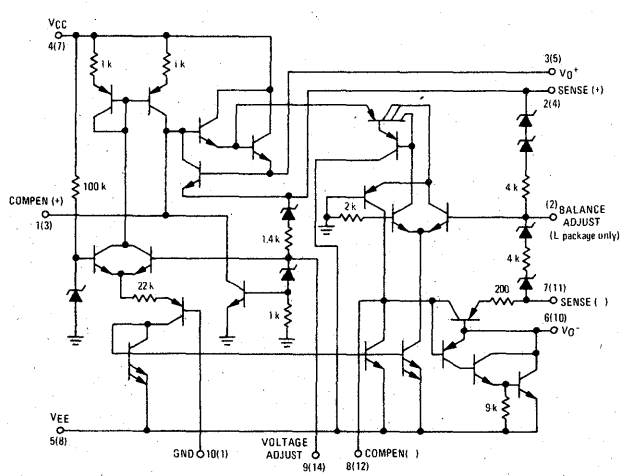 VCC
4(7)
1k
1k
3(5)
VO+
SENSE (+)
2(4)
100 k
4 k
COMPEN (+)
1(3)
2k
(2) BALANCE
ADJUST
(L package only)
1.4k
4 k
22 k
1 k
200
7(11)
SENSE ( )
6(10)
VO-
9 k
VEE
5(8)
GND 10(1)
VOLTAGE
ADJUST
9(14)
COMPEN( )
8(12)